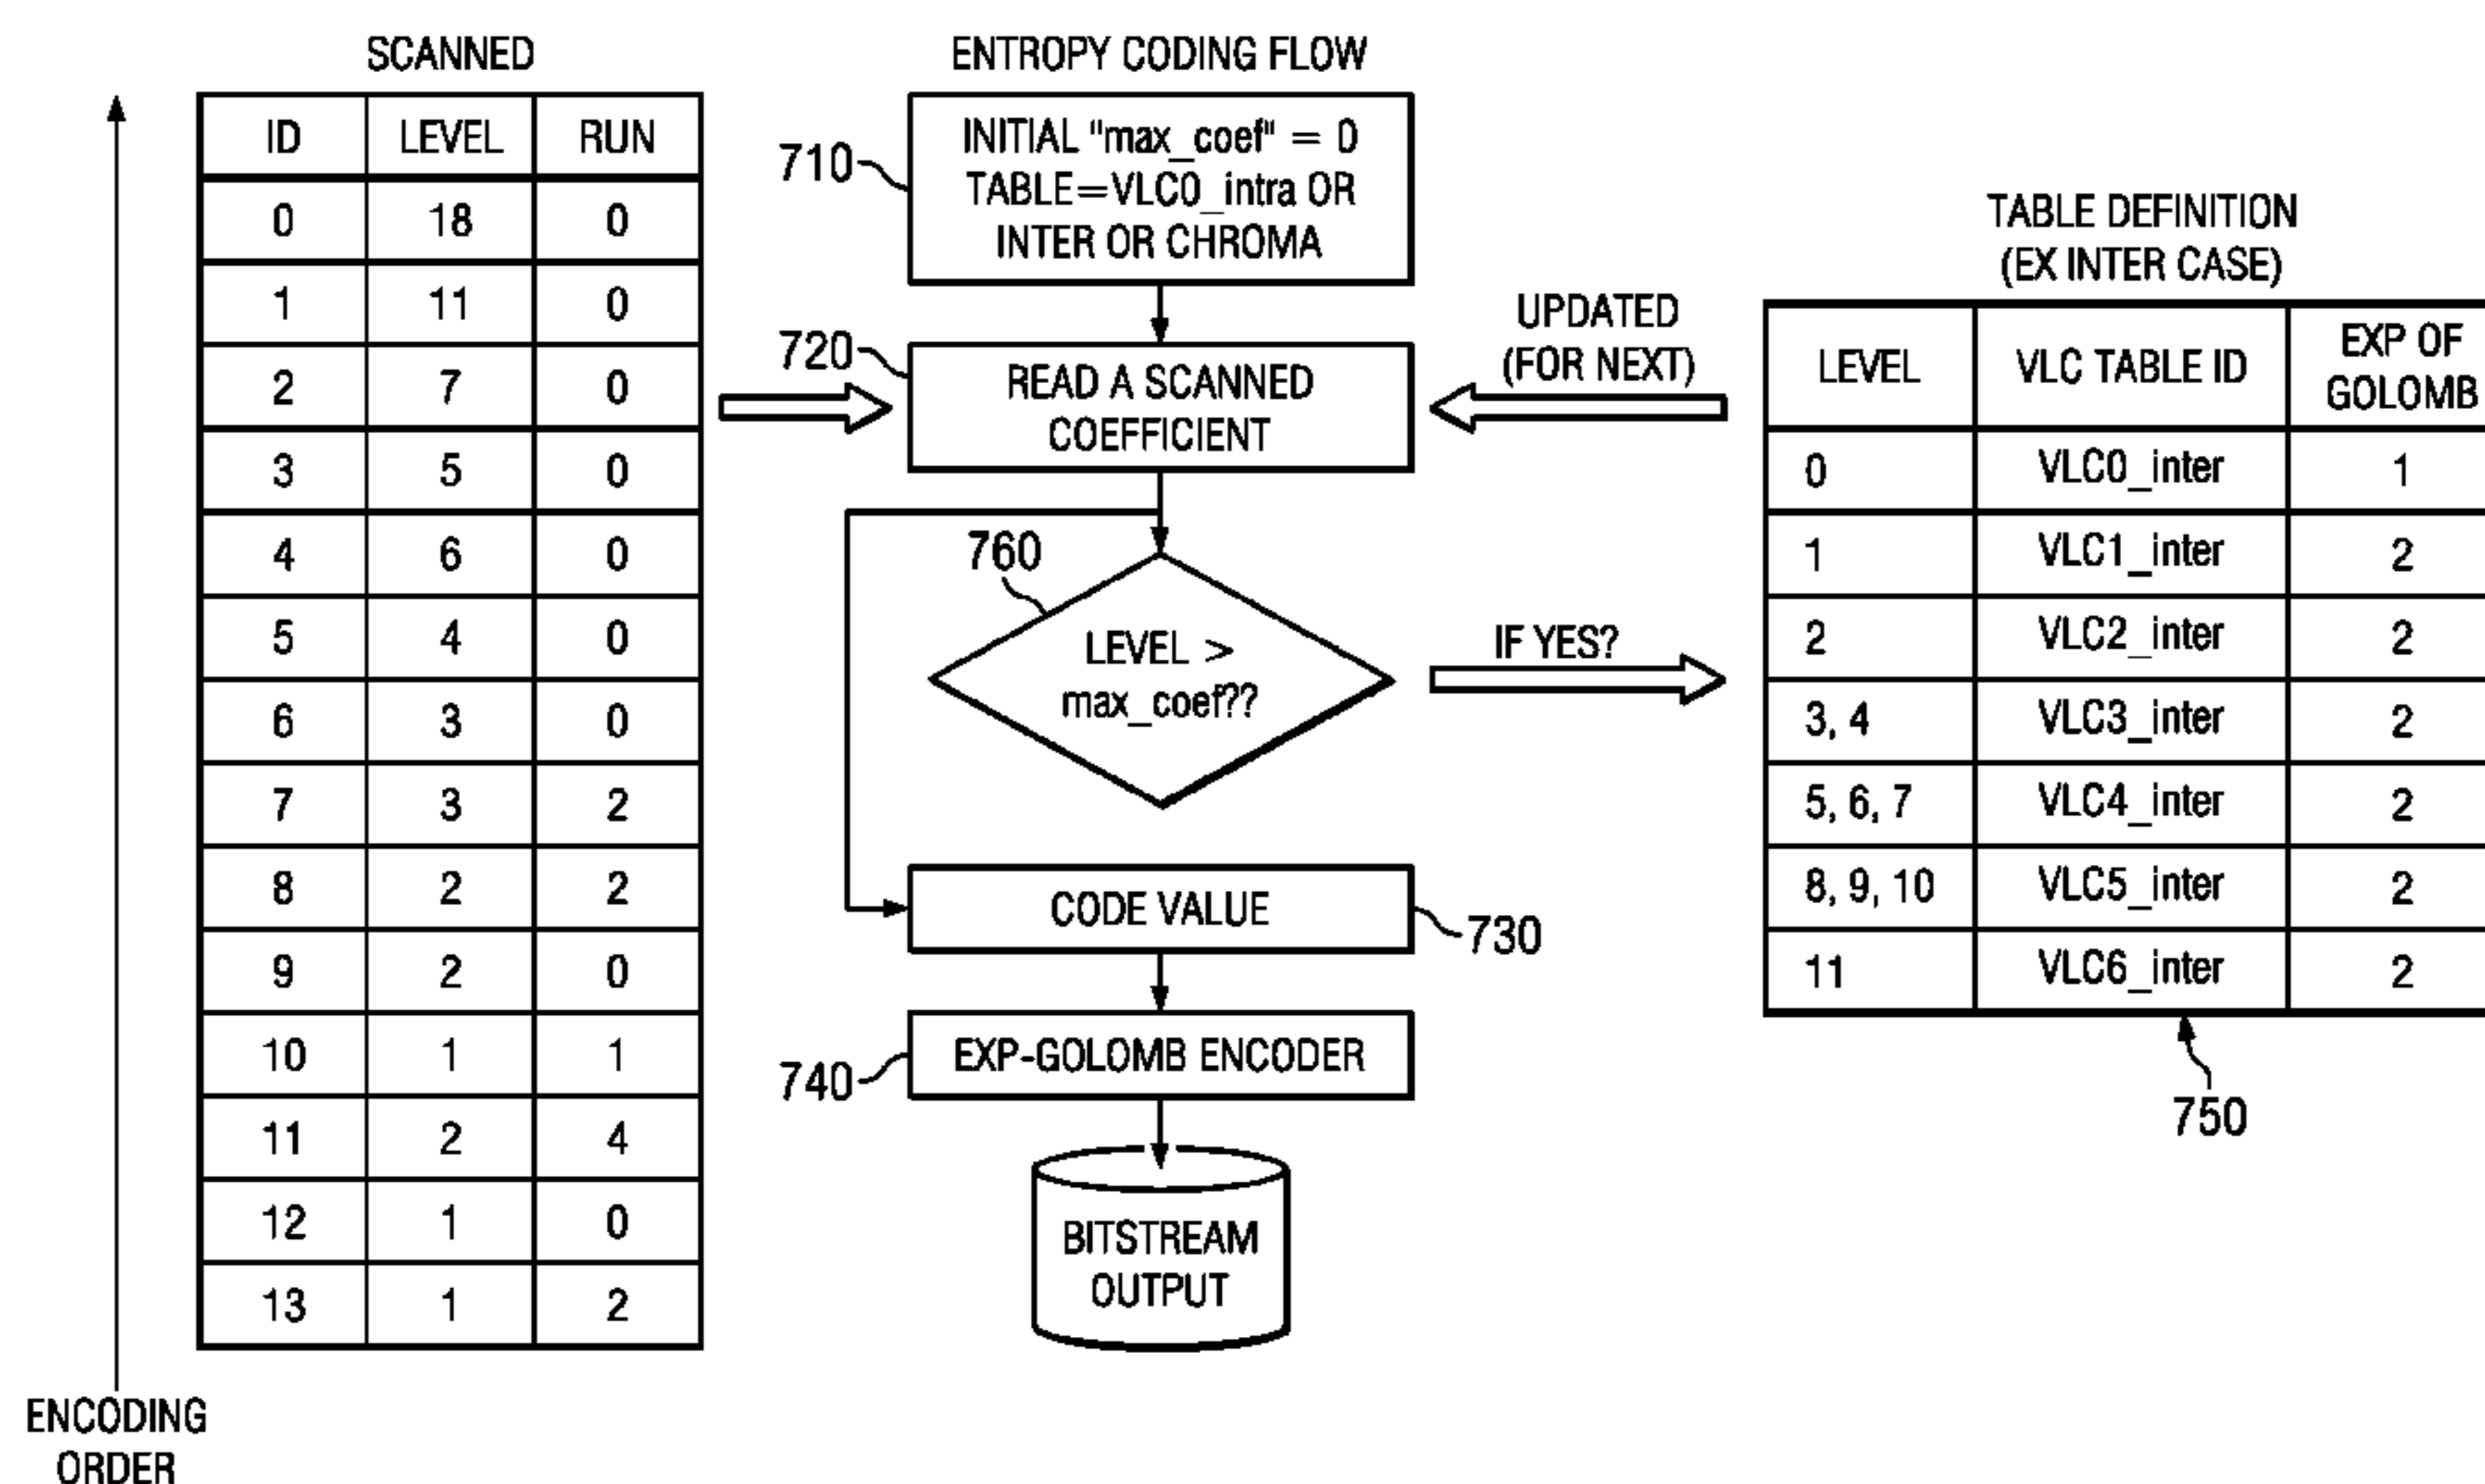 SCANNED
ID LEVEL RUN
0 18 0
1 11 0
2 7 0
3 5 0
4 6 0
5 4 0
6 3 0
7 3 2
8 2 2
9 2 0
10 1 1
11 2 4
12 1 0
13 1 2
ENCODING
ORDER
ENTROPY CODING FLOW
710
INITIAL "max_coef" = 0
TABLE=VLC0_intra OR
INTER OR CHROMA
720
READ A SCANNED
COEFFICIENT
760
LEVEL >
max_coef??
CODE VALUE
730
740
EXP-GOLOMB ENCODER
BITSTREAM
OUTPUT
UPDATED
(FOR NEXT)
IF YES?
TABLE DEFINITION
(EX INTER CASE)
LEVEL VLC TABLE ID EXP OF
GOLOMB
0 VLC0_inter 1
1 VLC1_inter 2
2 VLC2_inter 2
3, 4 VLC3_inter 2
5, 6, 7 VLC4_inter 2
8, 9, 10 VLC5_inter 2
11 VLC6_inter 2
750